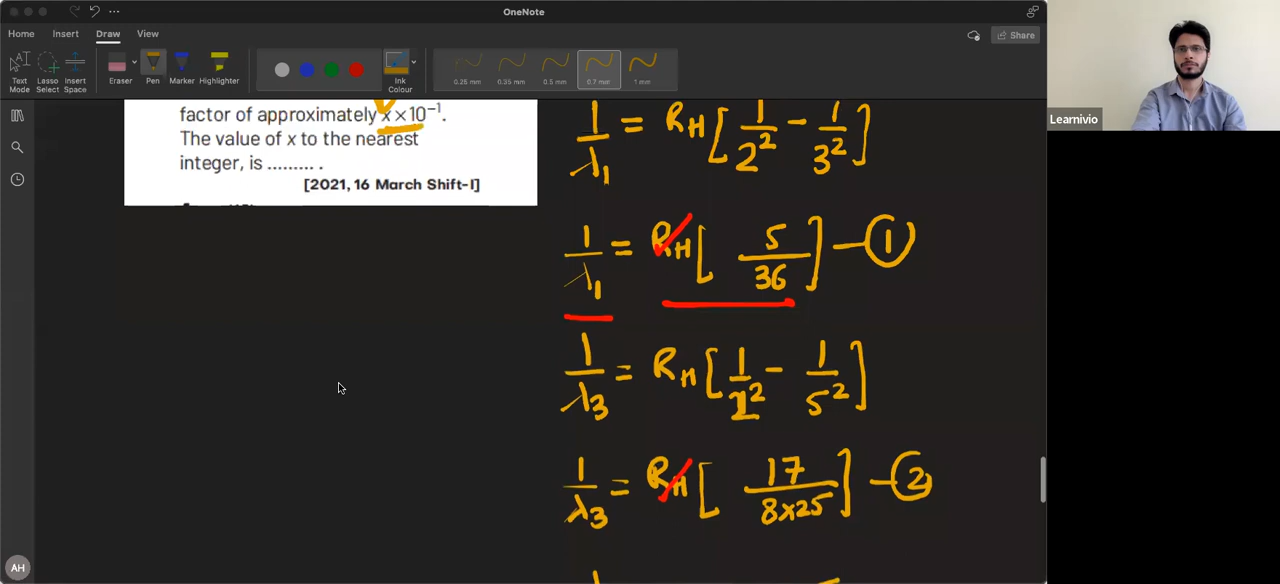 OneNote
Home Insert Draw View
Share
Text Mode
Lasso Select
Insert Space
Eraser
Pen
Marker
Highlighter
Ink Colour
0.25 mm
0.35 mm
0.5 mm
0.7 mm
1 mm
Learnivio
factor of approximately x × 10⁻¹.
The value of x to the nearest
integer, is ......... .
[2021, 16 March Shift-I]
1/λ₁ = R_H [1/2² − 1/3²]
1/λ₁ = R_H [5/36] — ①
1/λ₃ = R_H [1/2² − 1/5²]
1/λ₃ = R_H [17/8×25] — ②
AH